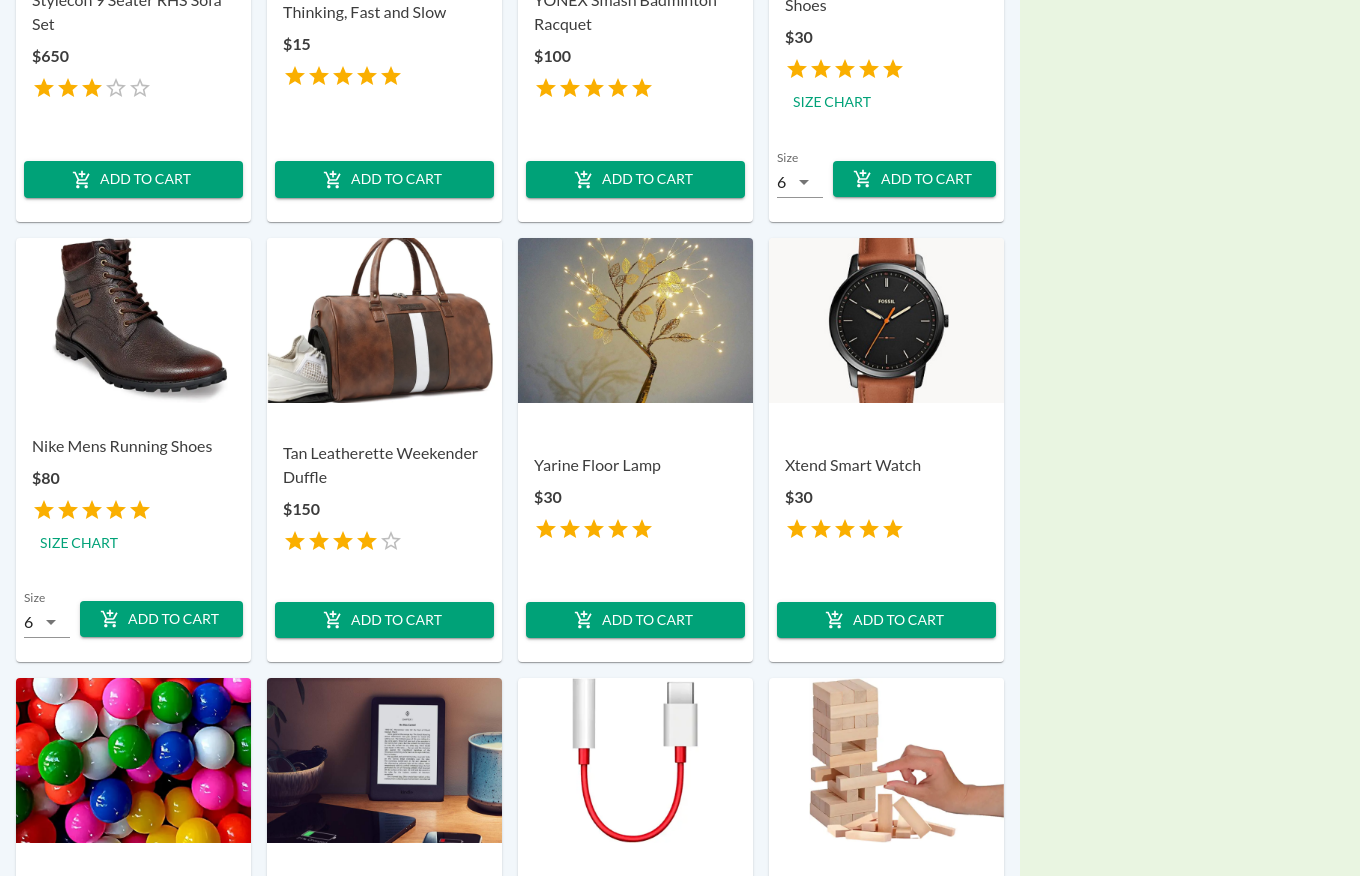 Stylecon 9 Seater RHS Sofa
Set
$650
ADD TO CART
Thinking, Fast and Slow
$15
ADD TO CART
YONEX Smash Badminton
Racquet
$100
ADD TO CART
Shoes
$30
SIZE CHART
Size
6
ADD TO CART
Nike Mens Running Shoes
$80
SIZE CHART
Size
6
ADD TO CART
Tan Leatherette Weekender
Duffle
$150
ADD TO CART
Yarine Floor Lamp
$30
ADD TO CART
FOSSIL
Xtend Smart Watch
$30
ADD TO CART